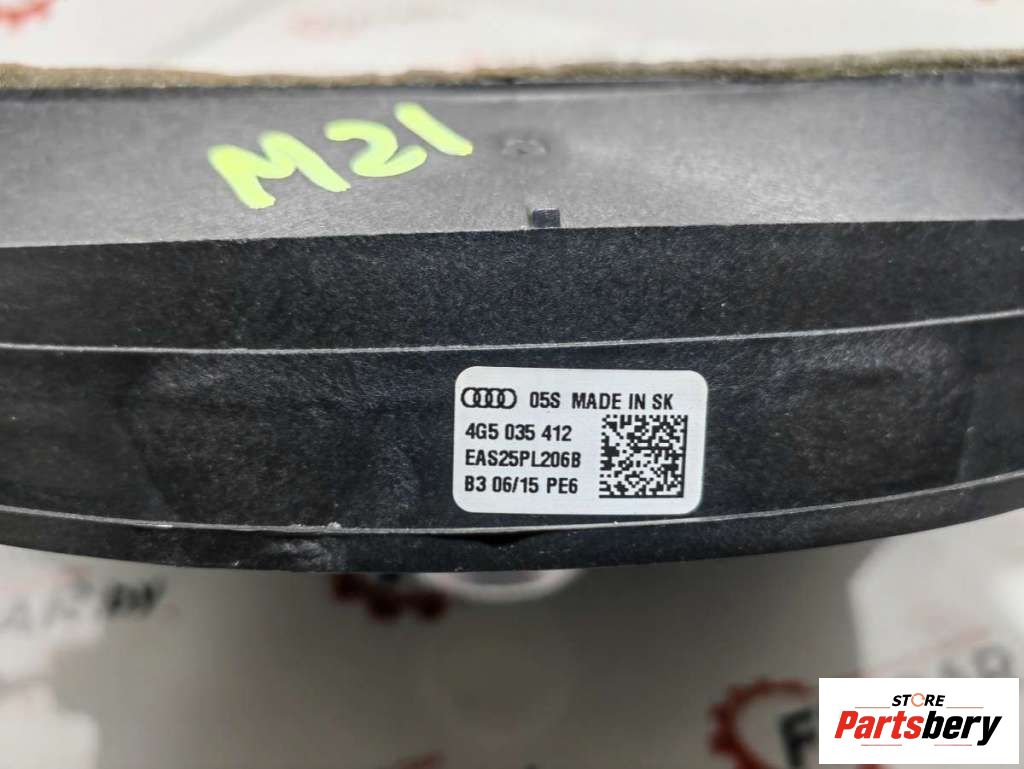 M21
05S MADE IN SK
4G5 035 412
EAS25PL206B
B3 06/15 PE6
STORE
Partsbery